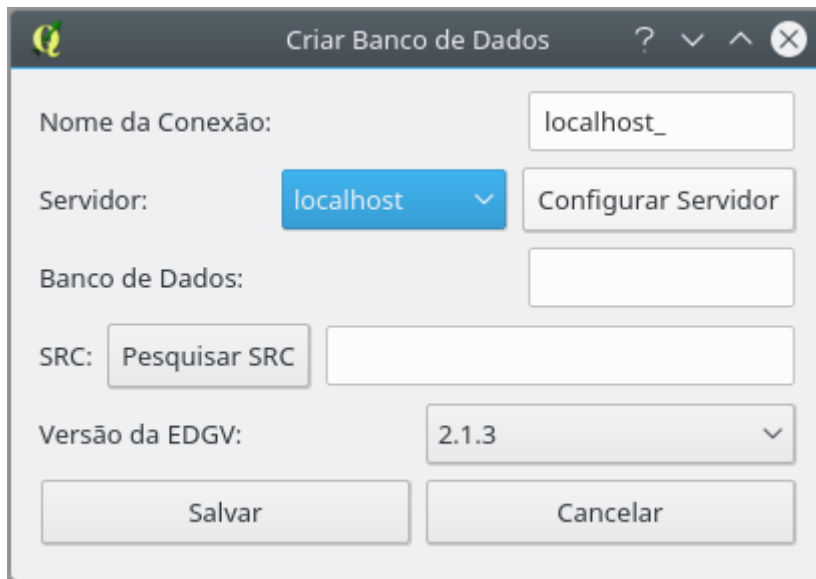 Criar Banco de Dados ?
Nome da Conexão: localhost_
Servidor: localhost Configurar Servidor
Banco de Dados:
SRC: Pesquisar SRC
Versão da EDGV: 2.1.3
Salvar Cancelar